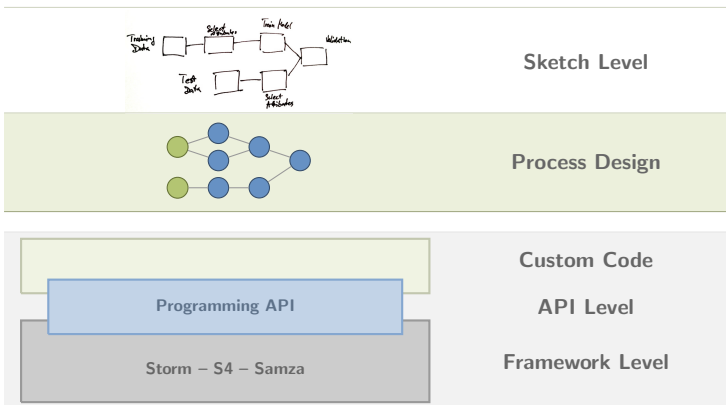 Training
Data
Select
Attributes
Train Model
Validation
Test
Data
Select
Attributes
Sketch Level
Process Design
Custom Code
Programming API
API Level
Storm – S4 – Samza
Framework Level